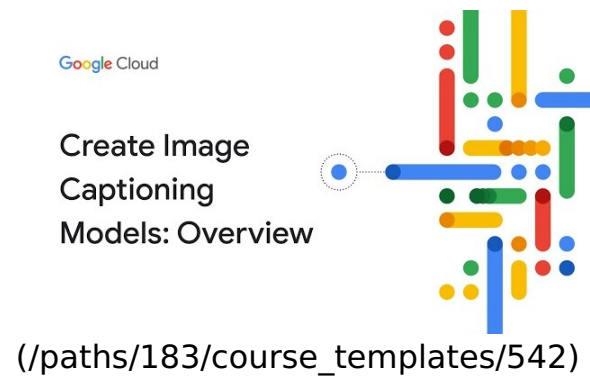 Google Cloud
Create Image
Captioning
Models: Overview
(/paths/183/course_templates/542)